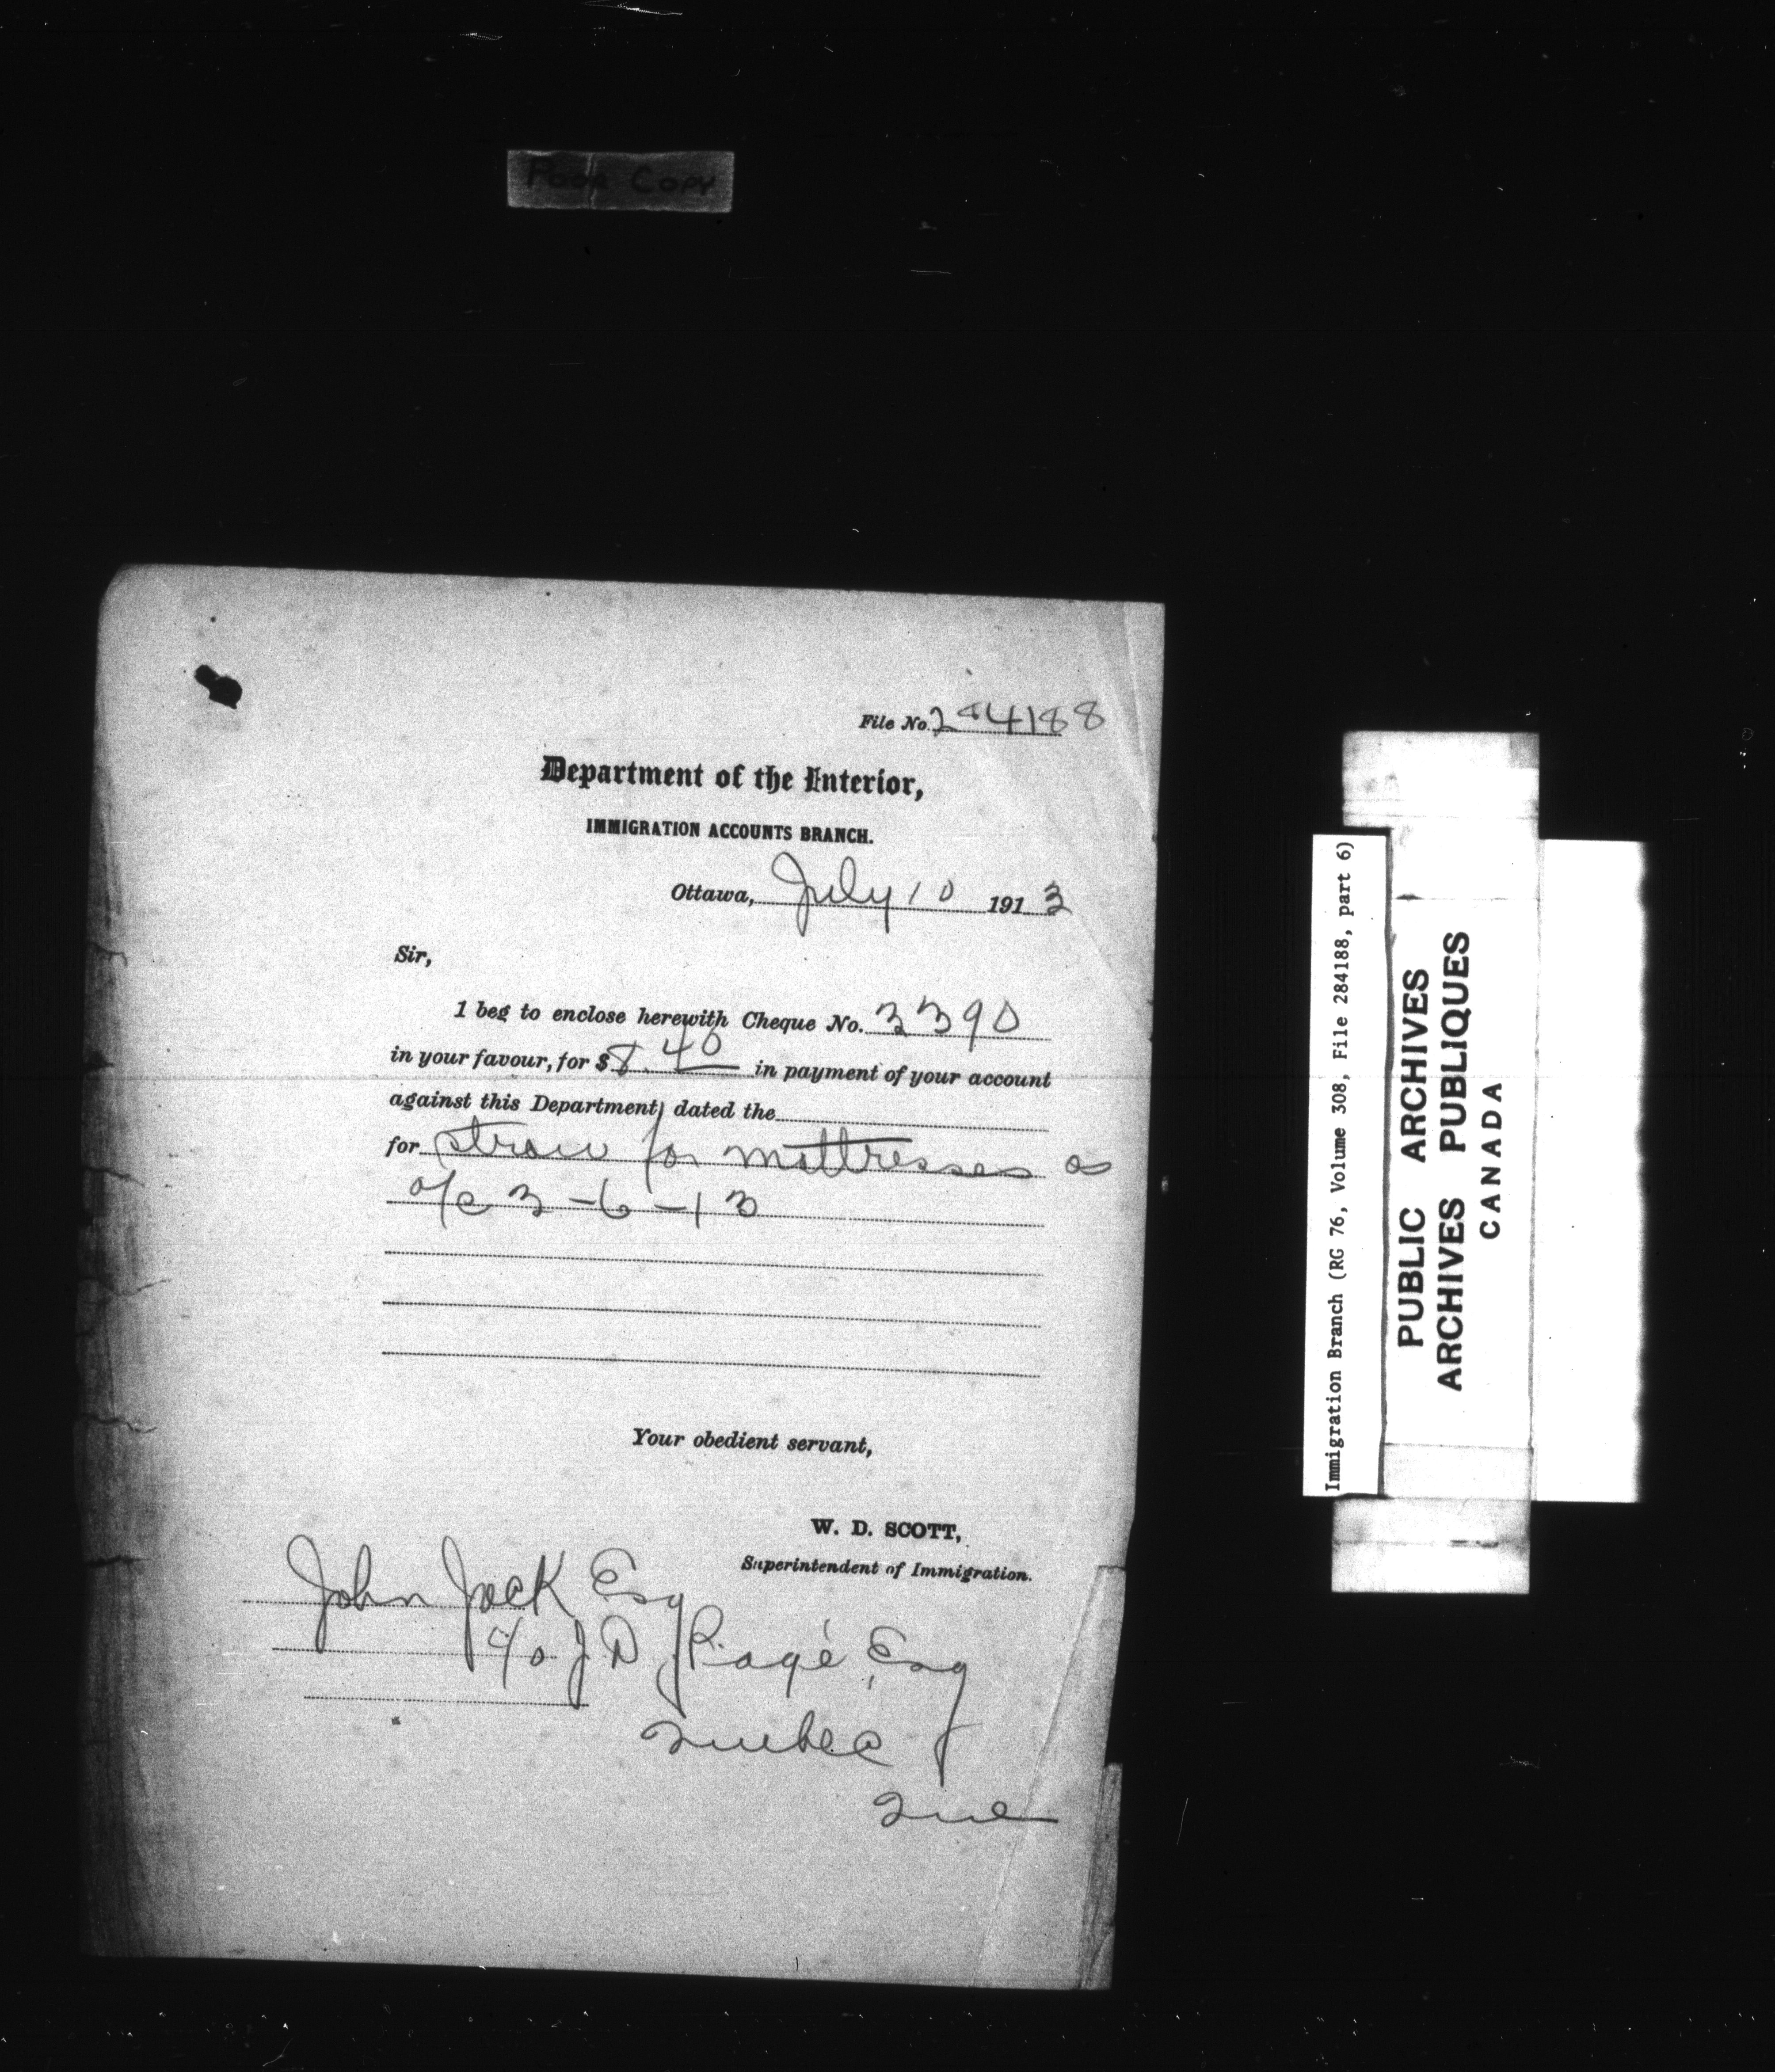 Poor Copy
File No. 284188
Department of the Interior,
IMMIGRATION ACCOUNTS BRANCH.
Ottawa, July 10 1913
Sir,
I beg to enclose herewith Cheque No. 3390
in your favour, for $8.40 in payment of your account
against this Department, dated the
for straw for mattresses as
a/c 3-6-13
Your obedient servant,
W. D. SCOTT,
Superintendent of Immigration.
John Jack Esq
c/o J D Pagé, Esq
Quebec
Que
Immigration Branch (RG 76, Volume 308, File 284188, part 6)
PUBLIC ARCHIVES
ARCHIVES PUBLIQUES
CANADA